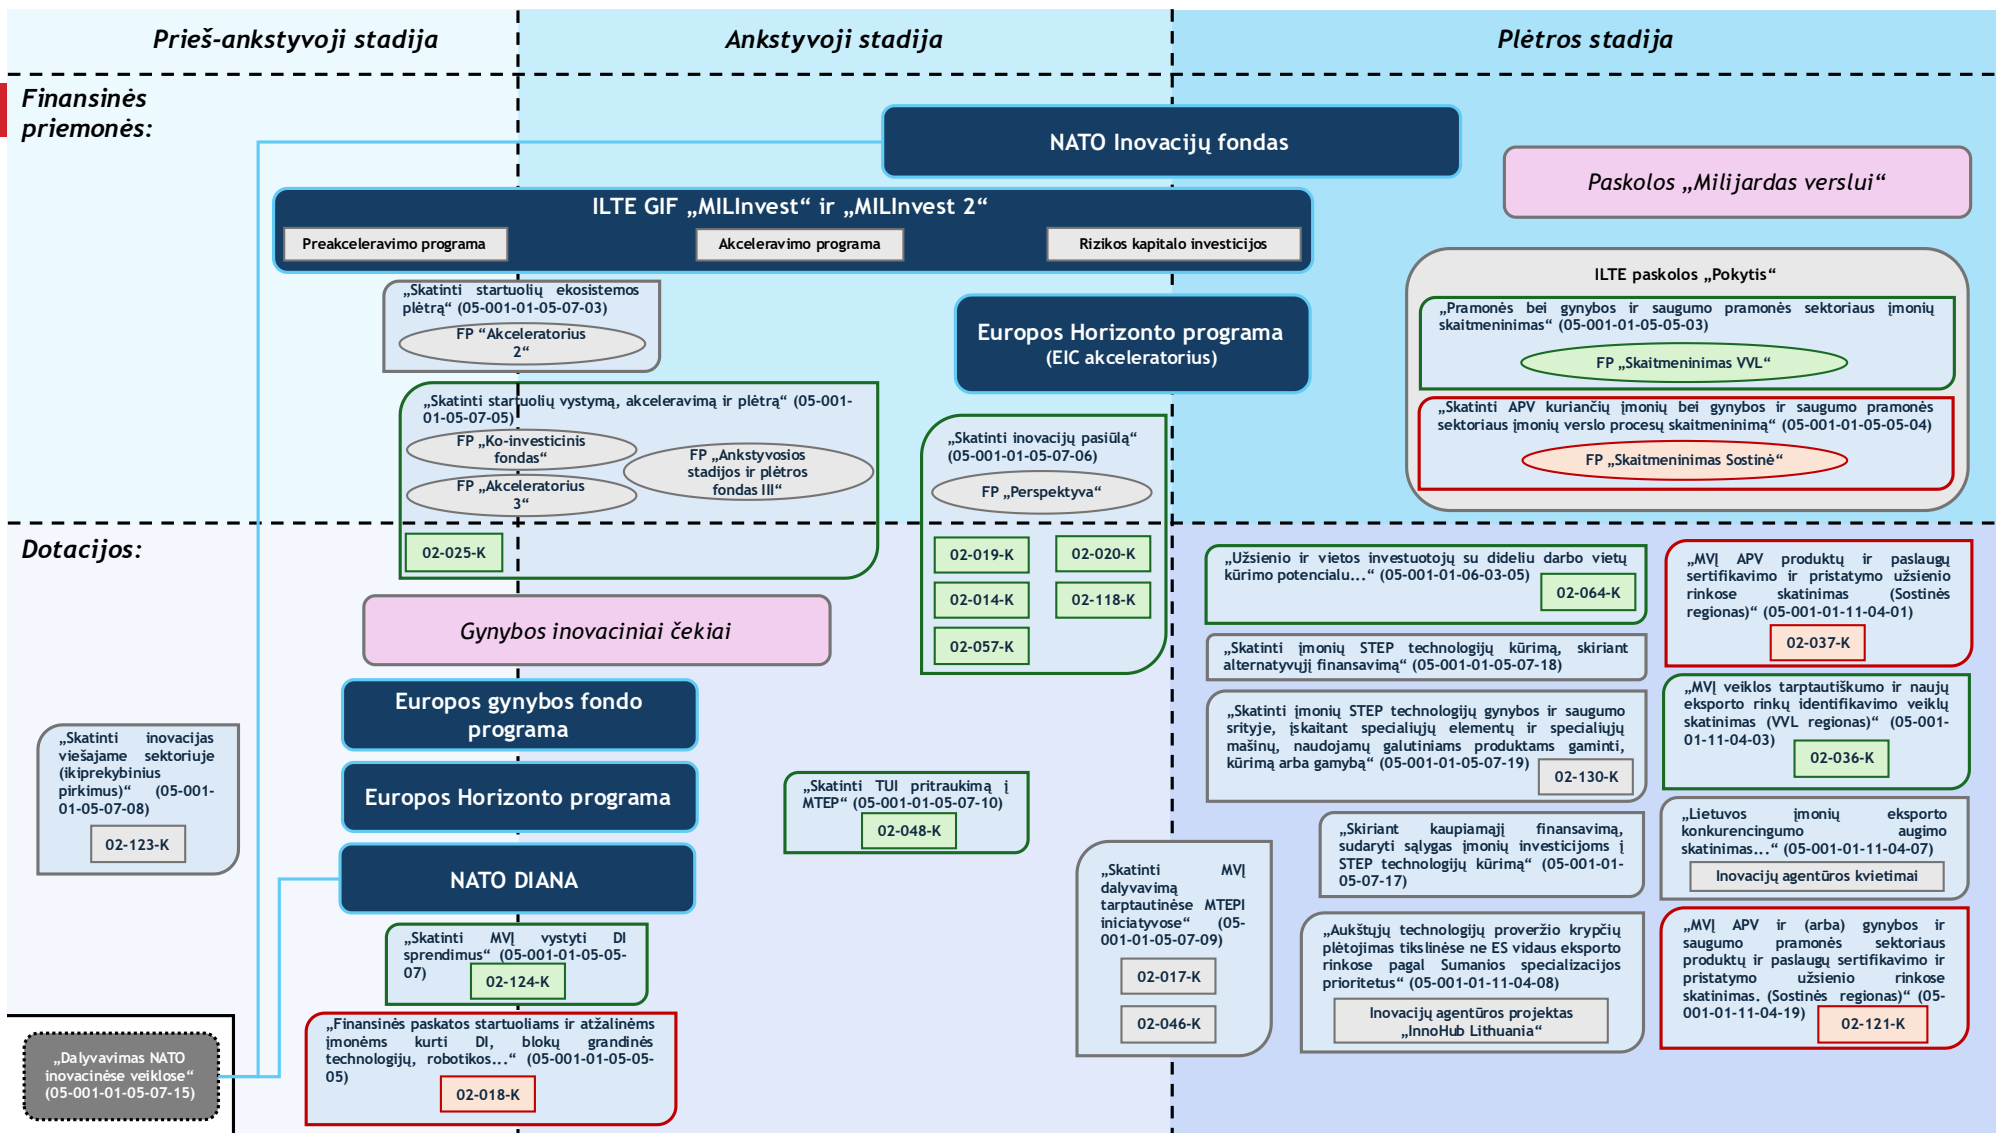 Prieš-ankstyvoji stadija
Ankstyvoji stadija
Plėtros stadija
Finansinės
priemonės:
NATO Inovacijų fondas
Paskolos „Milijardas verslui“
ILTE GIF „MILInvest“ ir „MILInvest 2“
Preakceleravimo programa
Akceleravimo programa
Rizikos kapitalo investicijos
„Skatinti startuolių ekosistemos
plėtrą“ (05-001-01-05-07-03)
FP “Akceleratorius
2“
Europos Horizonto programa
(EIC akceleratorius)
ILTE paskolos „Pokytis“
„Pramonės bei gynybos ir saugumo pramonės sektoriaus įmonių
skaitmeninimas“ (05-001-01-05-05-03)
FP „Skaitmeninimas VVL“
„Skatinti APV kuriančių įmonių bei gynybos ir saugumo pramonės
sektoriaus įmonių verslo procesų skaitmeninimą“ (05-001-01-05-05-04)
FP „Skaitmeninimas Sostinė“
„Skatinti startuolių vystymą, akceleravimą ir plėtrą“ (05-001-
01-05-07-05)
FP „Ko-investicinis
fondas“
FP „Akceleratorius
3“
FP „Ankstyvosios
stadijos ir plėtros
fondas III“
„Skatinti inovacijų pasiūlą“
(05-001-01-05-07-06)
FP „Perspektyva“
Dotacijos:
02-025-K
02-019-K
02-020-K
02-014-K
02-118-K
02-057-K
Gynybos inovaciniai čekiai
Europos gynybos fondo
programa
Europos Horizonto programa
NATO DIANA
„Skatinti inovacijas
viešajame sektoriuje
(ikiprekybinius
pirkimus)“ (05-001-
01-05-07-08)
02-123-K
„Skatinti TUI pritraukimą į
MTEP“ (05-001-01-05-07-10)
02-048-K
„Skatinti MVĮ vystyti DI
sprendimus“ (05-001-01-05-05-
07)
02-124-K
„Finansinės paskatos startuoliams ir atžalinėms
įmonėms kurti DI, blokų grandinės
technologijų, robotikos...“ (05-001-01-05-05-
05)
02-018-K
„Dalyvavimas NATO
inovacinėse veiklose“
(05-001-01-05-07-15)
„Skatinti MVĮ
dalyvavimą
tarptautinėse MTEPI
iniciatyvose“ (05-
001-01-05-07-09)
02-017-K
02-046-K
„Užsienio ir vietos investuotojų su dideliu darbo vietų
kūrimo potencialu...“ (05-001-01-06-03-05)
02-064-K
„Skatinti įmonių STEP technologijų kūrimą, skiriant
alternatyvųjį finansavimą“ (05-001-01-05-07-18)
„Skatinti įmonių STEP technologijų gynybos ir saugumo
srityje, įskaitant specialiųjų elementų ir specialiųjų
mašinų, naudojamų galutiniams produktams gaminti,
kūrimą arba gamybą“ (05-001-01-05-07-19)
02-130-K
„Skiriant kaupiamąjį finansavimą,
sudaryti sąlygas įmonių investicijoms į
STEP technologijų kūrimą“ (05-001-01-
05-07-17)
„Aukštųjų technologijų proveržio krypčių
plėtojimas tikslinėse ne ES vidaus eksporto
rinkose pagal Sumanios specializacijos
prioritetus“ (05-001-01-11-04-08)
Inovacijų agentūros projektas
„InnoHub Lithuania“
„MVĮ APV produktų ir paslaugų
sertifikavimo ir pristatymo užsienio
rinkose skatinimas (Sostinės
regionas)“ (05-001-01-11-04-01)
02-037-K
„MVĮ veiklos tarptautiškumo ir naujų
eksporto rinkų identifikavimo veiklų
skatinimas (VVL regionas)“ (05-001-
01-11-04-03)
02-036-K
„Lietuvos įmonių eksporto
konkurencingumo augimo
skatinimas...“ (05-001-01-11-04-07)
Inovacijų agentūros kvietimai
„MVĮ APV ir (arba) gynybos ir
saugumo pramonės sektoriaus
produktų ir paslaugų sertifikavimo ir
pristatymo užsienio rinkose
skatinimas. (Sostinės regionas)“ (05-
001-01-11-04-19)
02-121-K